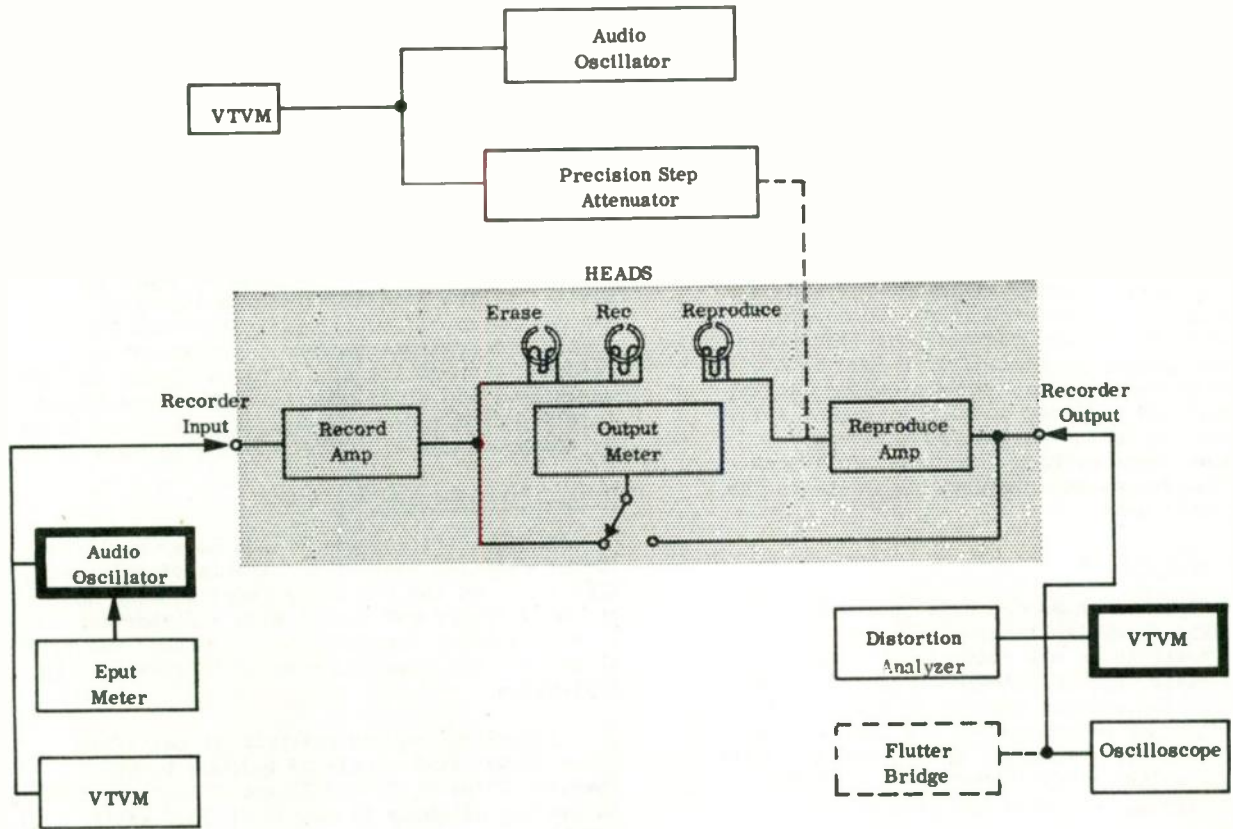 Audio
Oscillator
VTVM
Precision Step
Attenuator
HEADS
Erase
Rec
Reproduce
Recorder
Input
Record
Amp
Output
Meter
Reproduce
Amp
Recorder
Output
Audio
Oscillator
Eput
Meter
VTVM
Distortion
Analyzer
VTVM
Flutter
Bridge
Oscilloscope